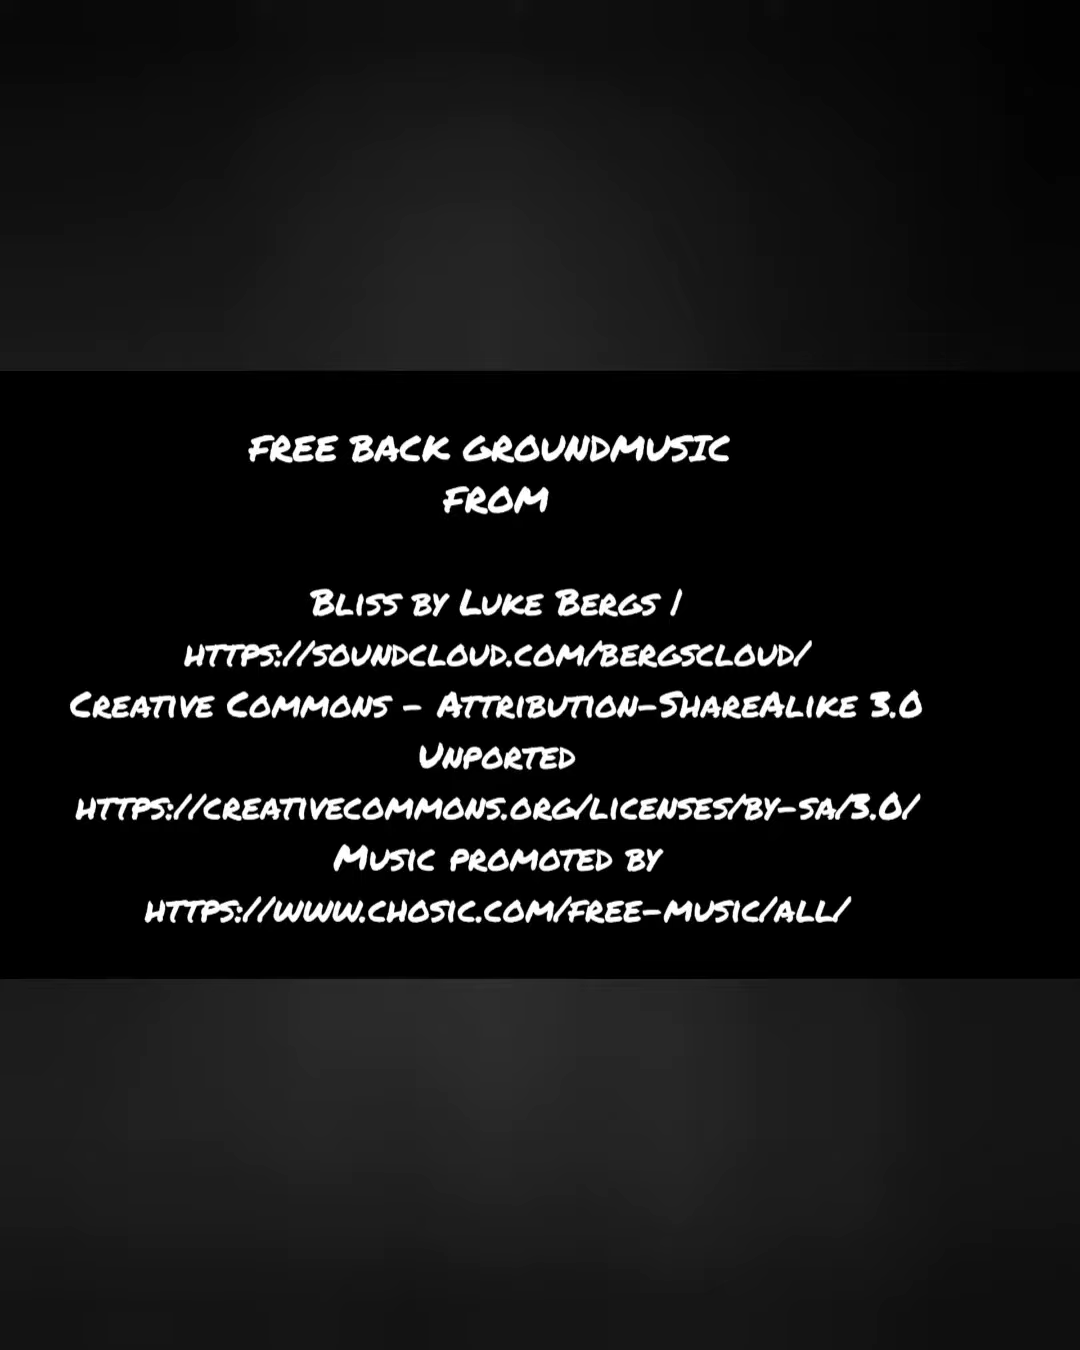 FREE BACK GROUNDMUSIC
FROM
Bliss by Luke Bergs |
https://soundcloud.com/bergscloud/
Creative Commons - Attribution-ShareAlike 3.0
Unported
https://creativecommons.org/licenses/by-sa/3.0/
Music promoted by
https://www.chosic.com/free-music/all/